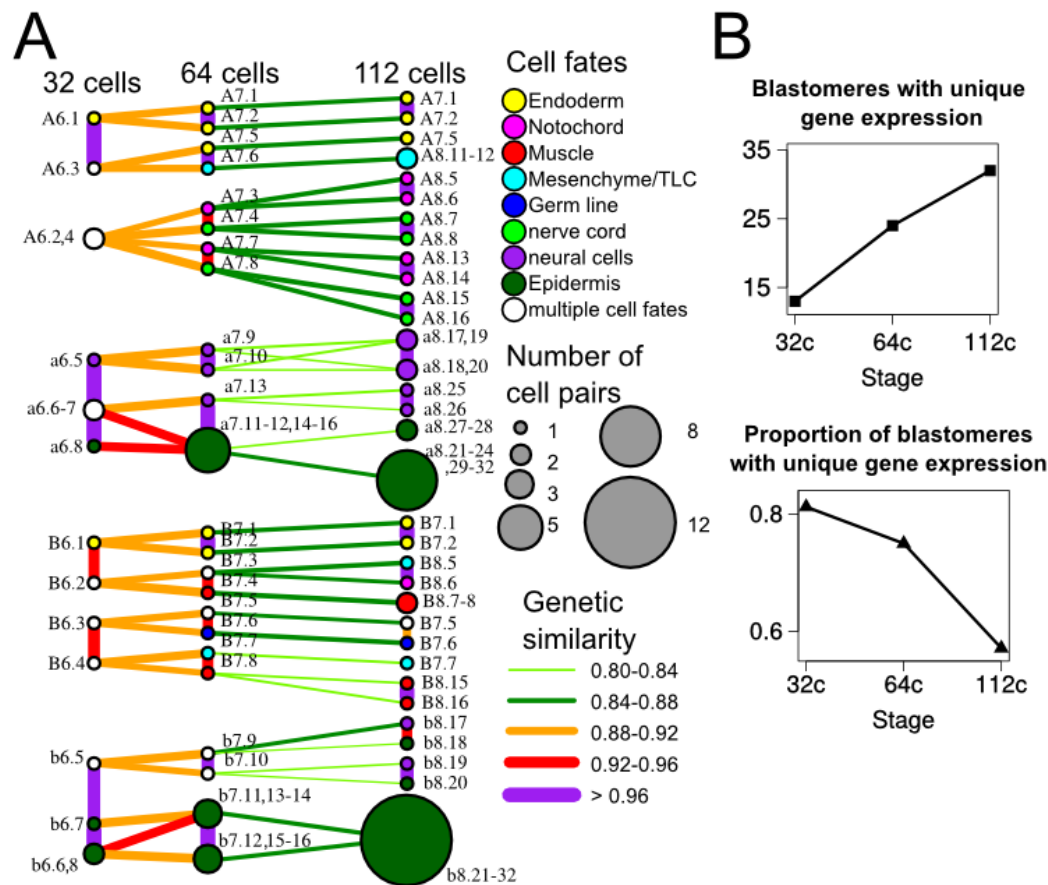 A
32 cells
64 cells
112 cells
A6.1
A6.3
A6.2,4
a6.5
a6.6-7
a6.8
B6.1
B6.2
B6.3
B6.4
b6.5
b6.7
b6.6,8
A7.1
A7.2
A7.5
A7.6
A7.3
A7.4
A7.7
A7.8
a7.9
a7.10
a7.13
a7.11-12,14-16
B7.1
B7.2
B7.3
B7.4
B7.5
B7.6
B7.7
B7.8
b7.9
b7.10
b7.11,13-14
b7.12,15-16
A7.1
A7.2
A7.5
A8.11-12
A8.5
A8.6
A8.7
A8.8
A8.13
A8.14
A8.15
A8.16
a8.17,19
a8.18,20
a8.25
a8.26
a8.27-28
a8.21-24
,29-32
B7.1
B7.2
B8.5
B8.6
B8.7-8
B7.5
B7.6
B7.7
B8.15
B8.16
b8.17
b8.18
b8.19
b8.20
b8.21-32
Cell fates
Endoderm
Notochord
Muscle
Mesenchyme/TLC
Germ line
nerve cord
neural cells
Epidermis
multiple cell fates
Number of
cell pairs
1
2
3
5
8
12
Genetic
similarity
0.80-0.84
0.84-0.88
0.88-0.92
0.92-0.96
> 0.96
B
Blastomeres with unique
gene expression
35
25
15
32c
64c
112c
Stage
Proportion of blastomeres
with unique gene expression
0.8
0.6
32c
64c
112c
Stage